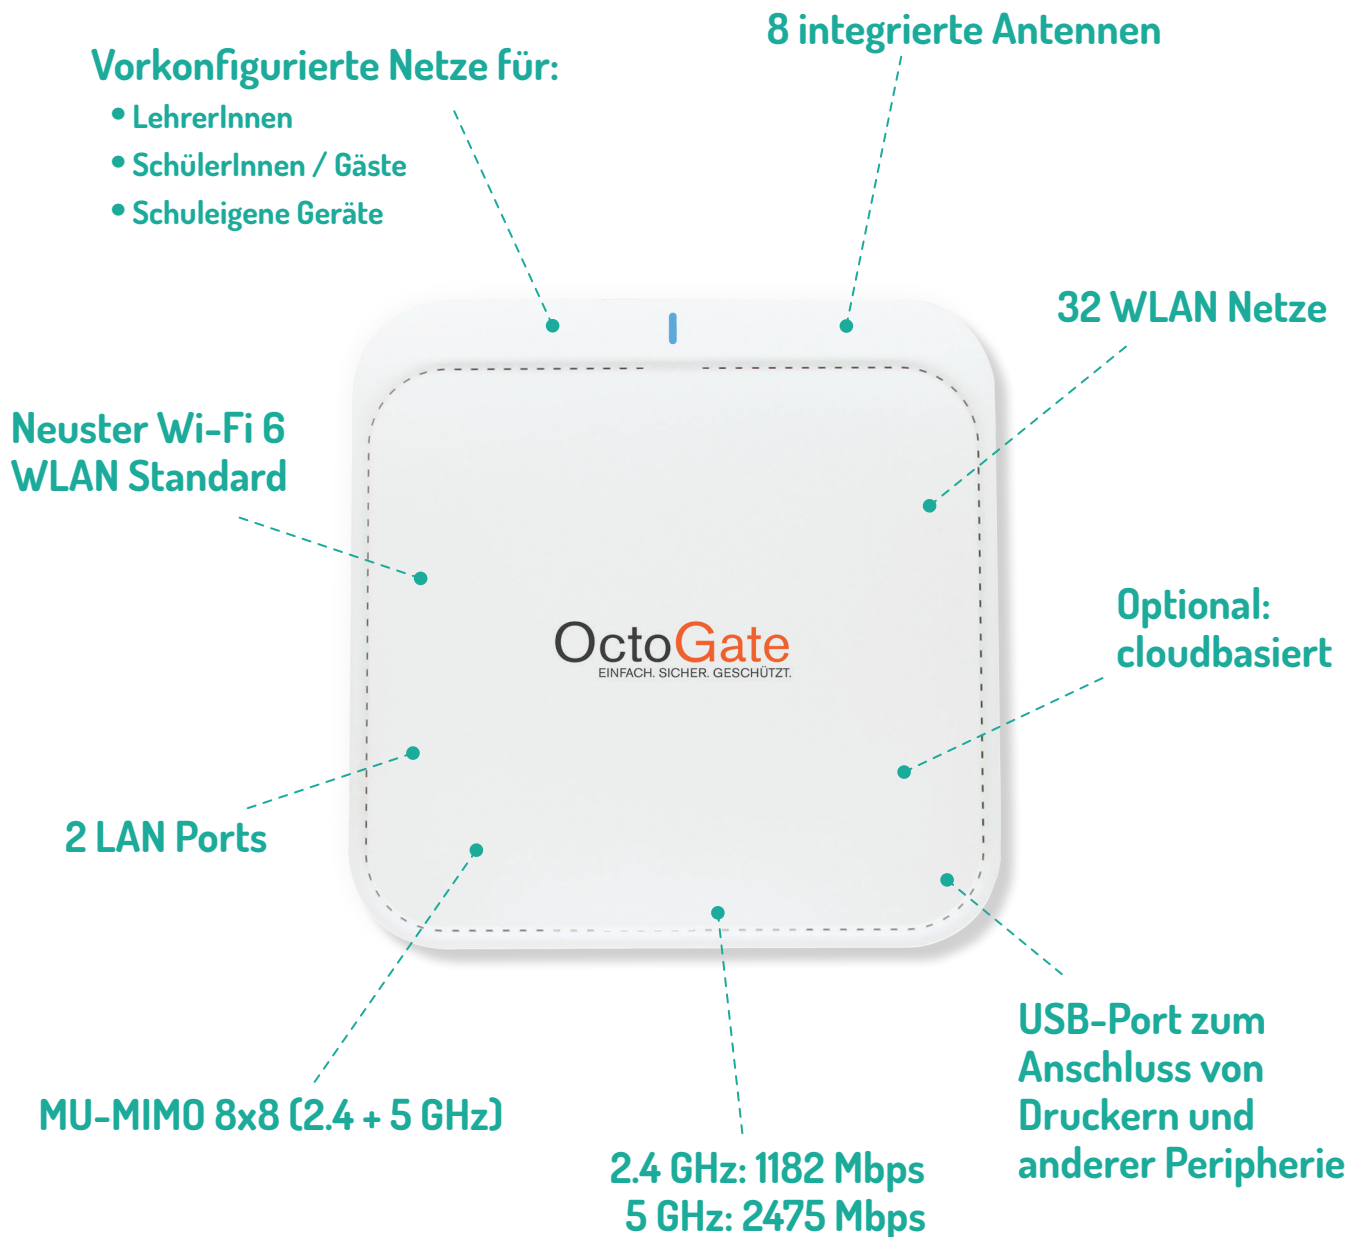 8 integrierte Antennen
Vorkonfigurierte Netze für:
• LehrerInnen
• SchülerInnen / Gäste
• Schuleigene Geräte
32 WLAN Netze
Neuster Wi-Fi 6
WLAN Standard
Optional:
cloudbasiert
OctoGate
EINFACH. SICHER. GESCHÜTZT.
2 LAN Ports
USB-Port zum
Anschluss von
Druckern und
anderer Peripherie
MU-MIMO 8x8 (2.4 + 5 GHz)
2.4 GHz: 1182 Mbps
5 GHz: 2475 Mbps